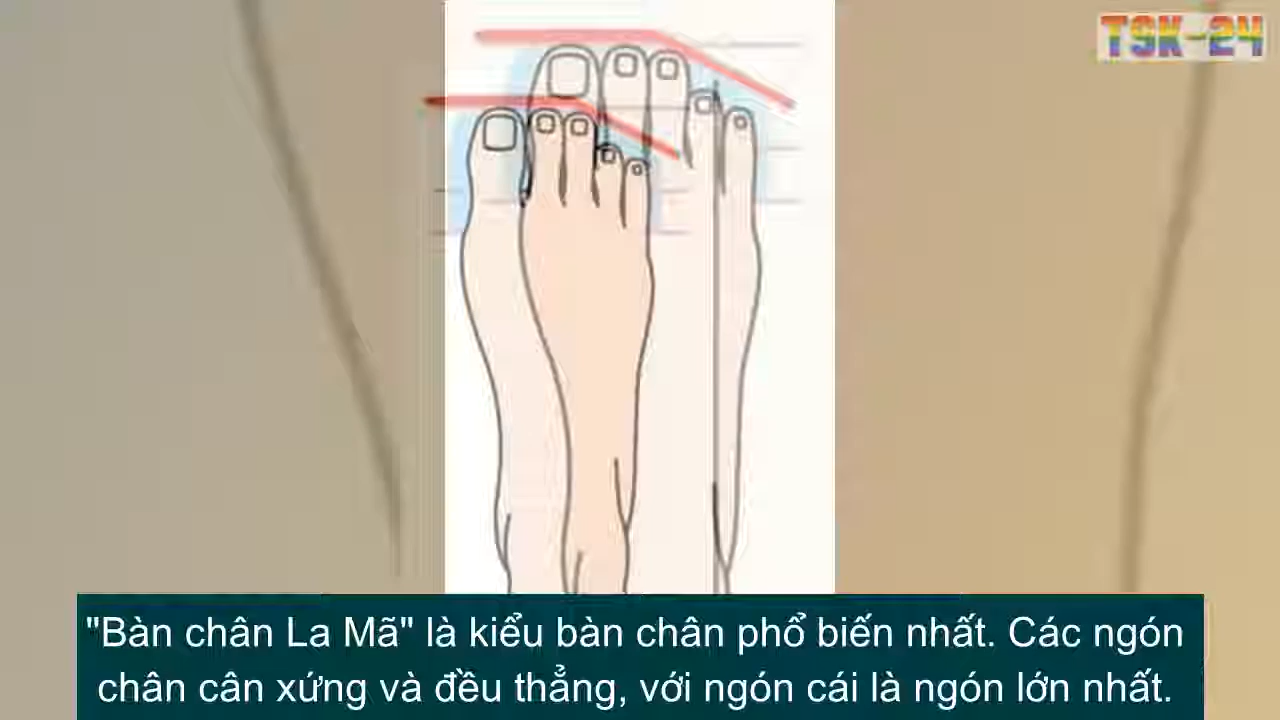 TSK-24
"Bàn chân La Mã" là kiểu bàn chân phổ biến nhất. Các ngón
chân cân xứng và đều thẳng, với ngón cái là ngón lớn nhất.